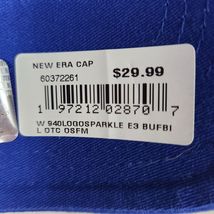 NEW ERA CAP
60372261
$29.99
1 97212 02870 7
W 940LOGOSPARKLE E3 BUFBI
L OTC OSFM